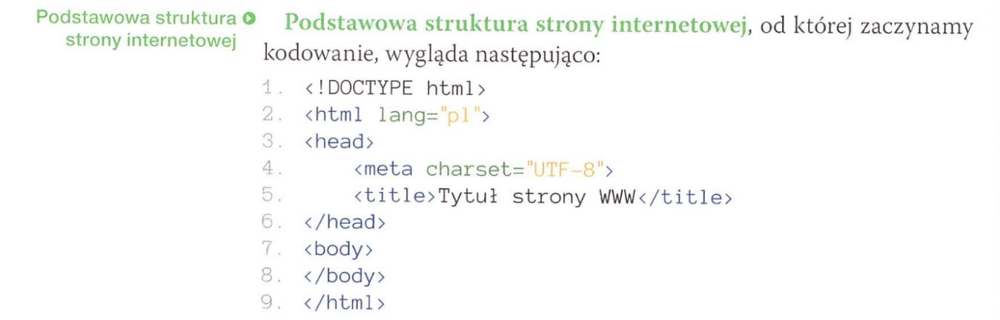 Podstawowa struktura
strony internetowej
Podstawowa struktura strony internetowej, od której zaczynamy
kodowanie, wygląda następująco:
1. <!DOCTYPE html>
2. <html lang="pl">
3. <head>
4.     <meta charset="UTF-8">
5.     <title>Tytuł strony WWW</title>
6. </head>
7. <body>
8. </body>
9. </html>